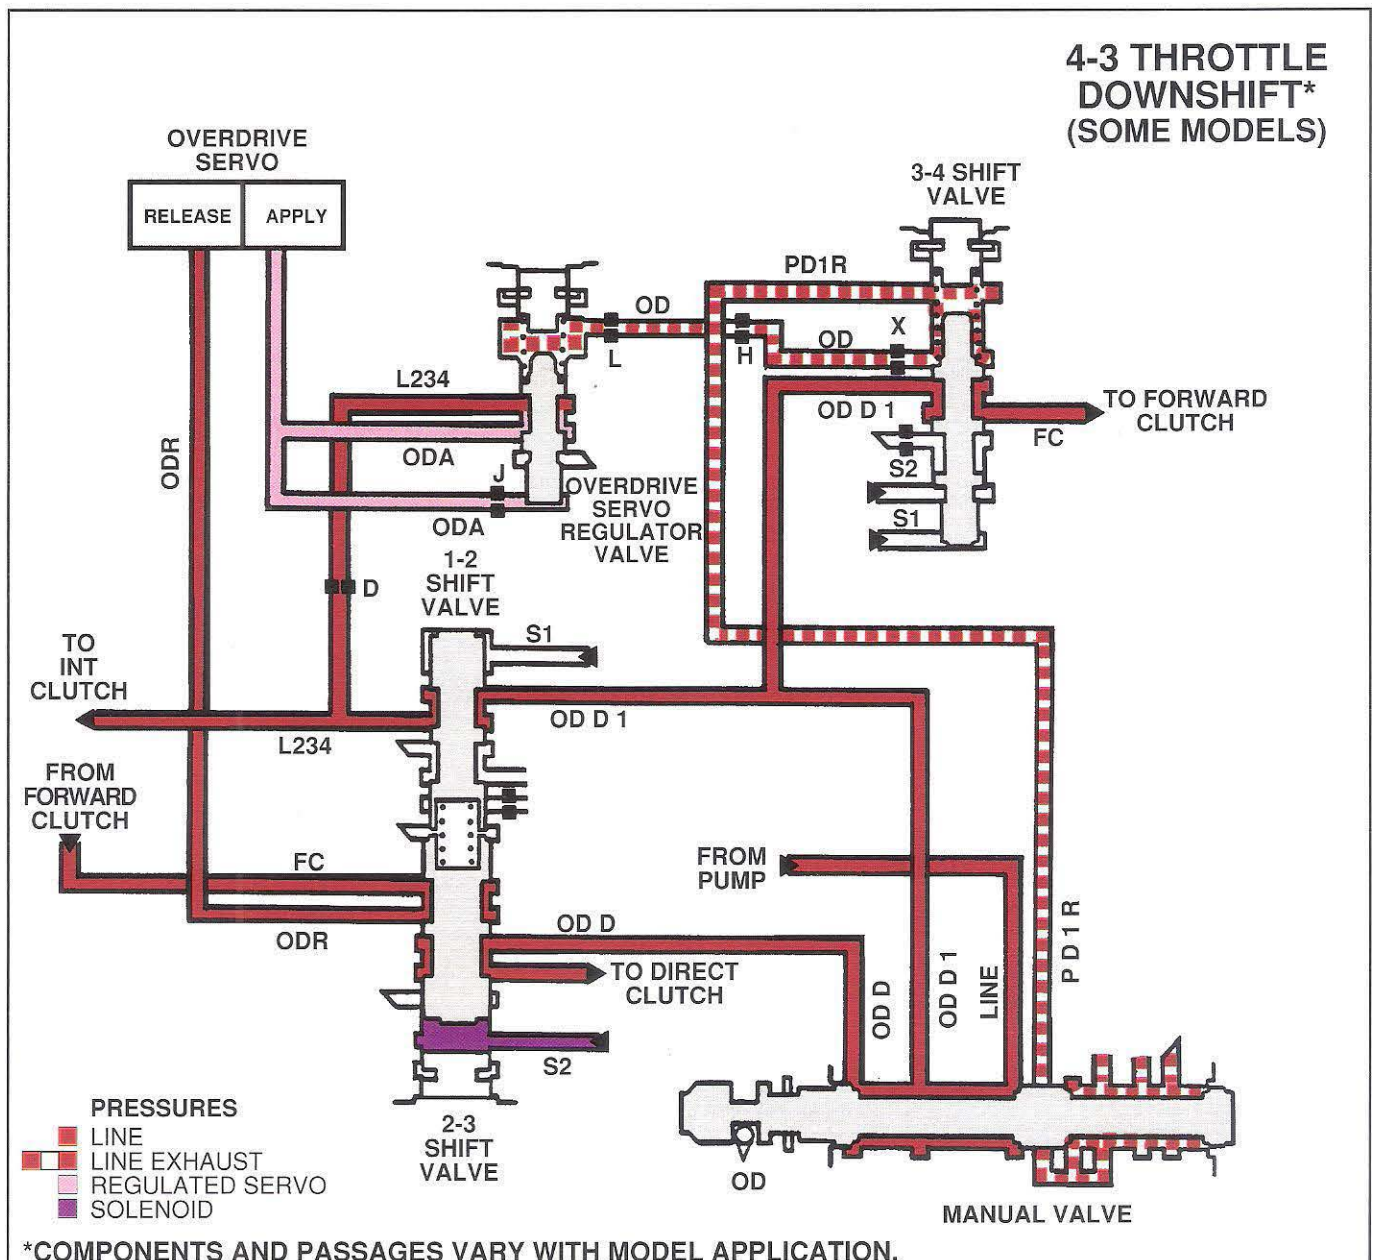 4-3 THROTTLE
DOWNSHIFT*
(SOME MODELS)
OVERDRIVE
SERVO
RELEASE
APPLY
3-4 SHIFT
VALVE
PD1R
OD
L
H
OD
X
L234
OD D 1
TO FORWARD
CLUTCH
FC
ODR
ODA
J
ODA
S2
S1
OVERDRIVE
SERVO
REGULATOR
VALVE
1-2
SHIFT
VALVE
D
S1
TO
INT
CLUTCH
OD D 1
L234
FROM
FORWARD
CLUTCH
FC
FROM
PUMP
ODR
OD D
TO DIRECT
CLUTCH
OD D
OD D 1
LINE
PD1R
S2
2-3
SHIFT
VALVE
OD
MANUAL VALVE
PRESSURES
LINE
LINE EXHAUST
REGULATED SERVO
SOLENOID
*COMPONENTS AND PASSAGES VARY WITH MODEL APPLICATION.